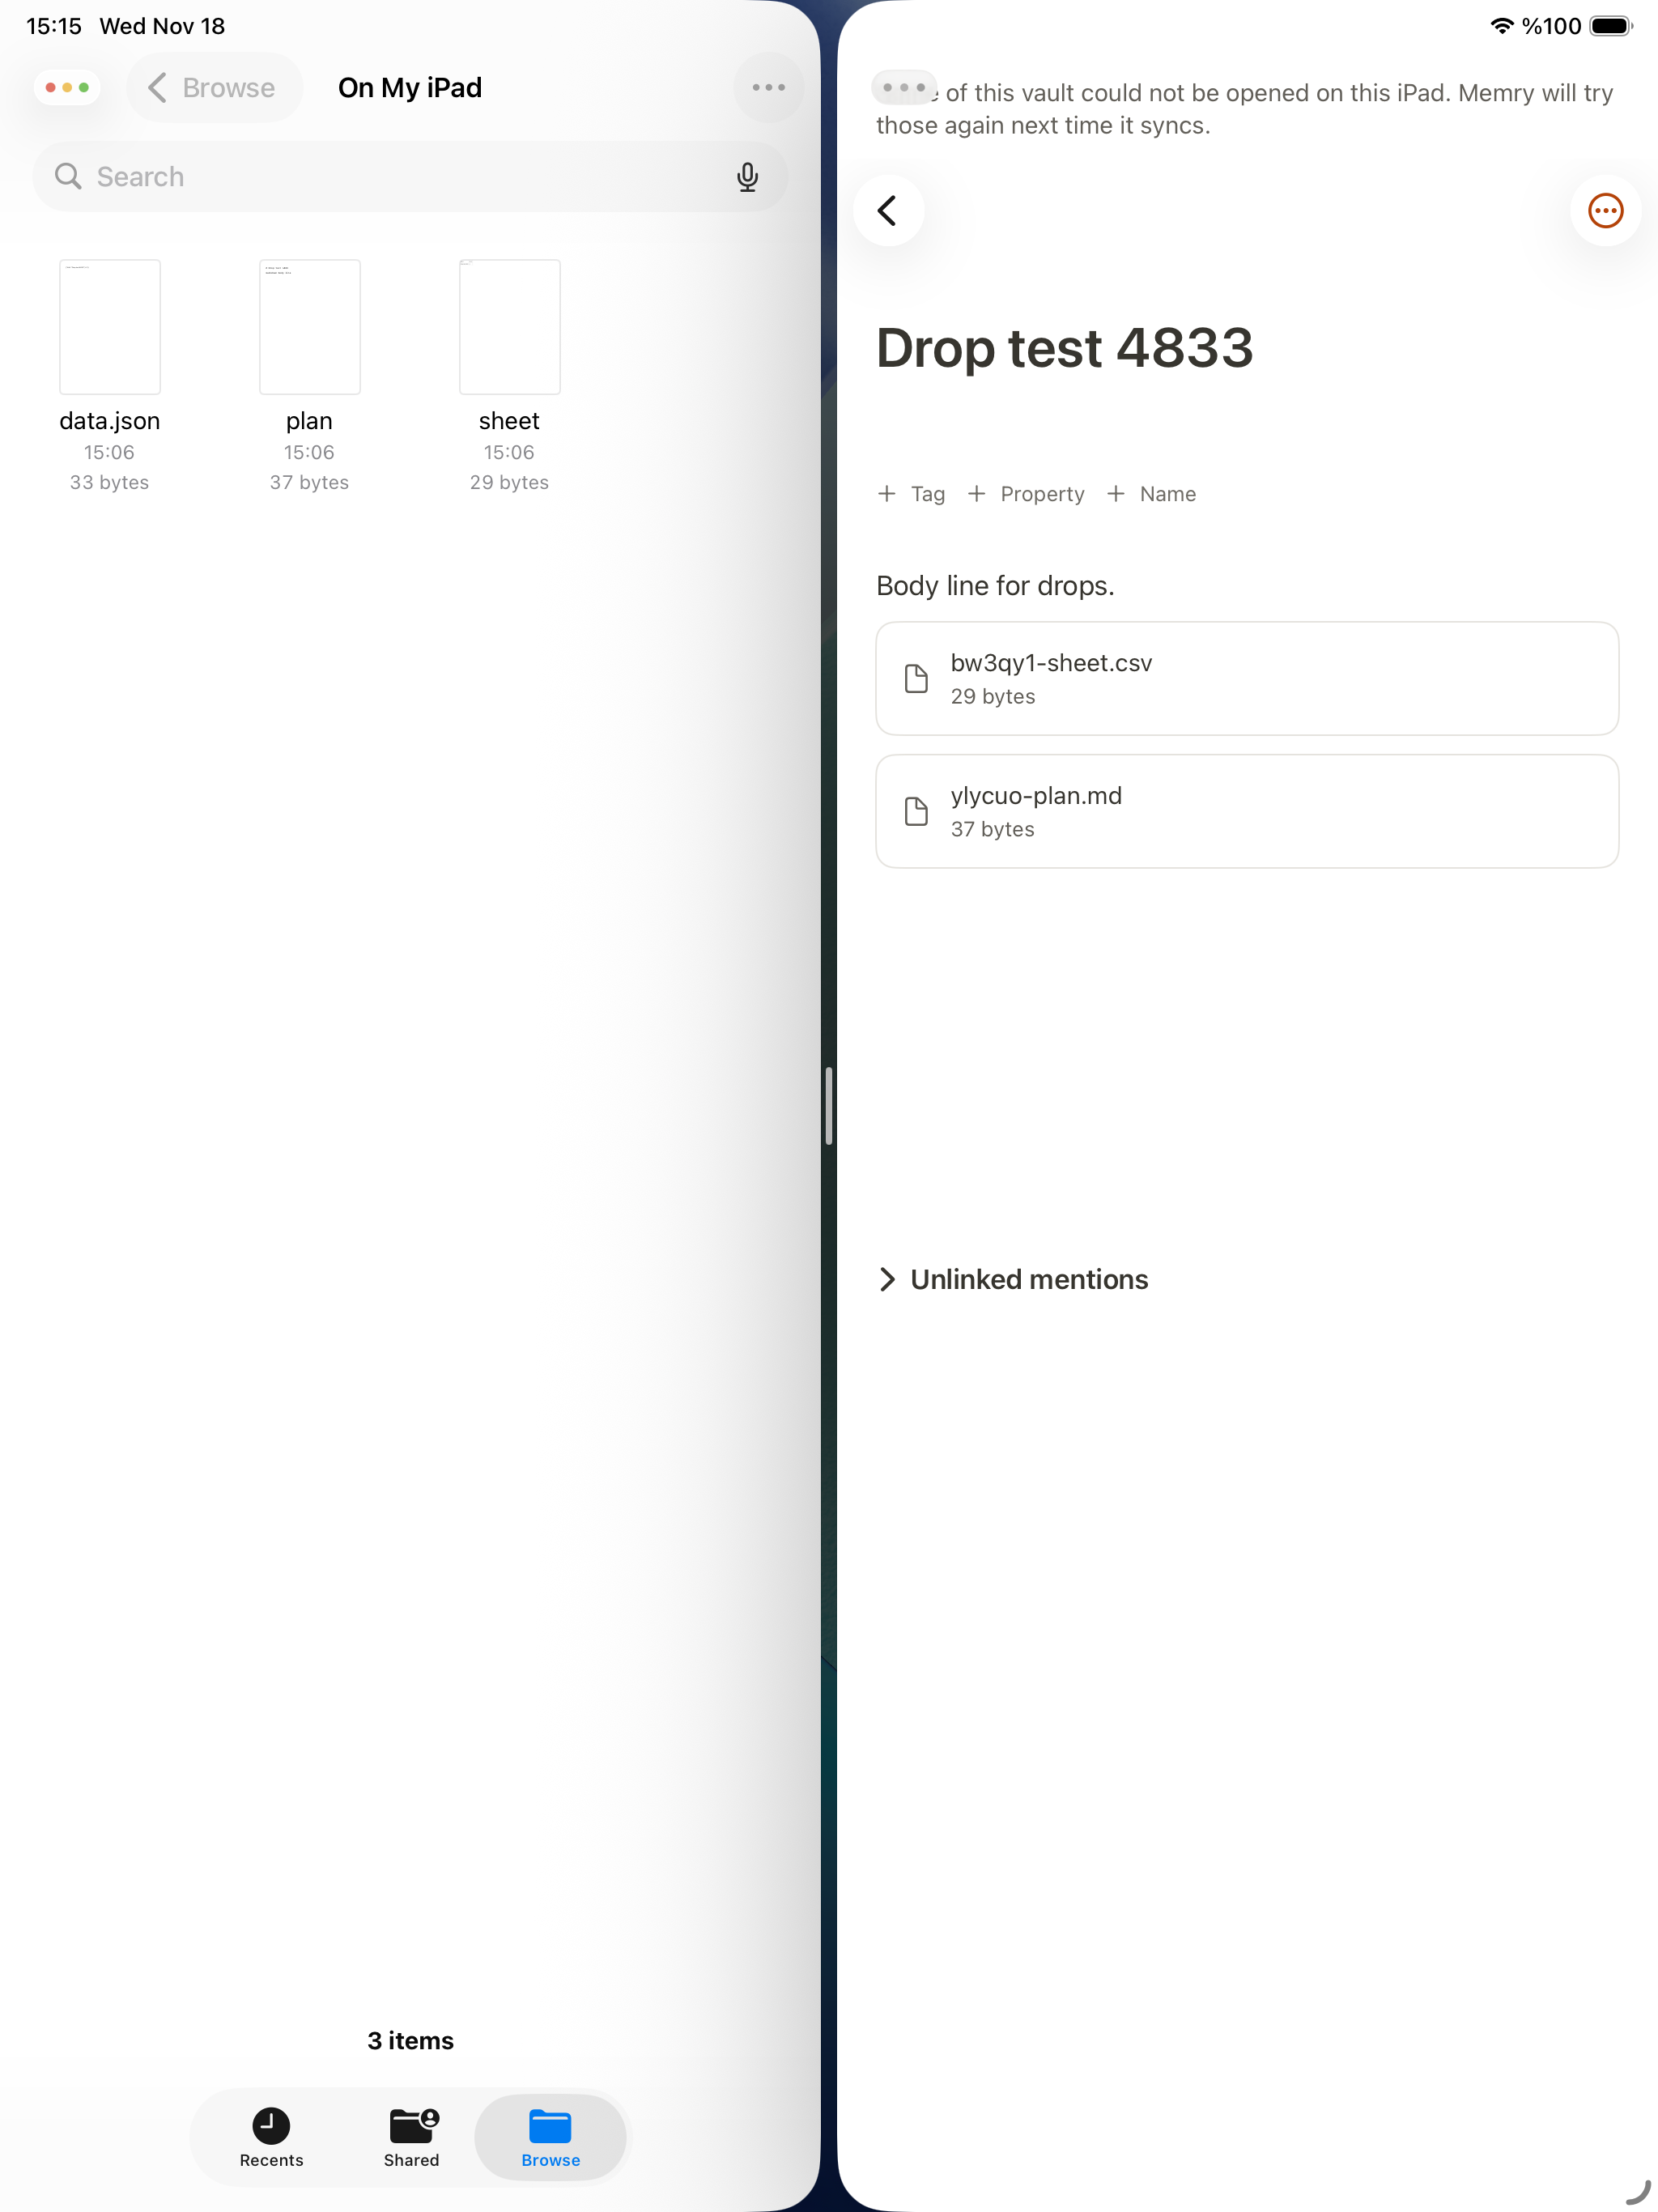 15:15 Wed Nov 18
Browse
On My iPad
Search
data.json
15:06
33 bytes
plan
15:06
37 bytes
sheet
15:06
29 bytes
3 items
Recents
Shared
Browse
%100
of this vault could not be opened on this iPad. Memry will try
those again next time it syncs.
Drop test 4833
Tag
Property
Name
Body line for drops.
bw3qy1-sheet.csv
29 bytes
ylycuo-plan.md
37 bytes
Unlinked mentions